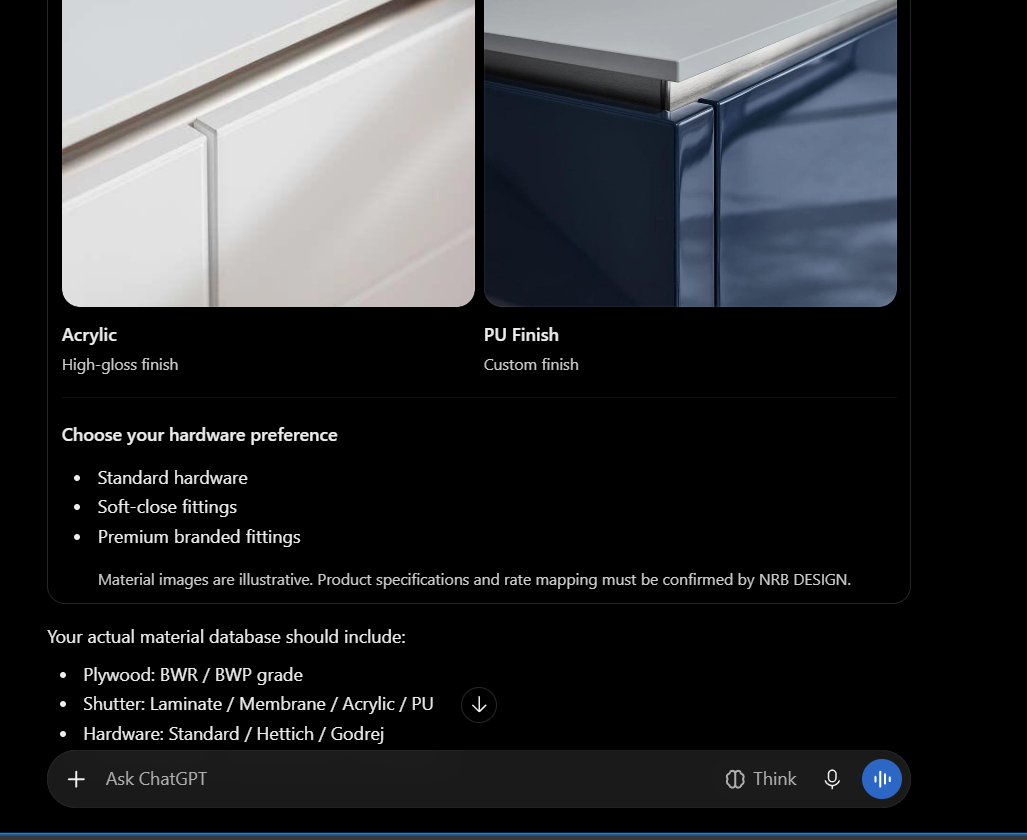 Acrylic
PU Finish
High-gloss finish
Custom finish
Choose your hardware preference
Standard hardware
Soft-close fittings
Premium branded fittings
Material images are illustrative. Product specifications and rate mapping must be confirmed by NRB DESIGN.
Your actual material database should include:
Plywood: BWR / BWP grade
Shutter: Laminate / Membrane / Acrylic / PU
Hardware: Standard / Hettich / Godrej
Ask ChatGPT
Think